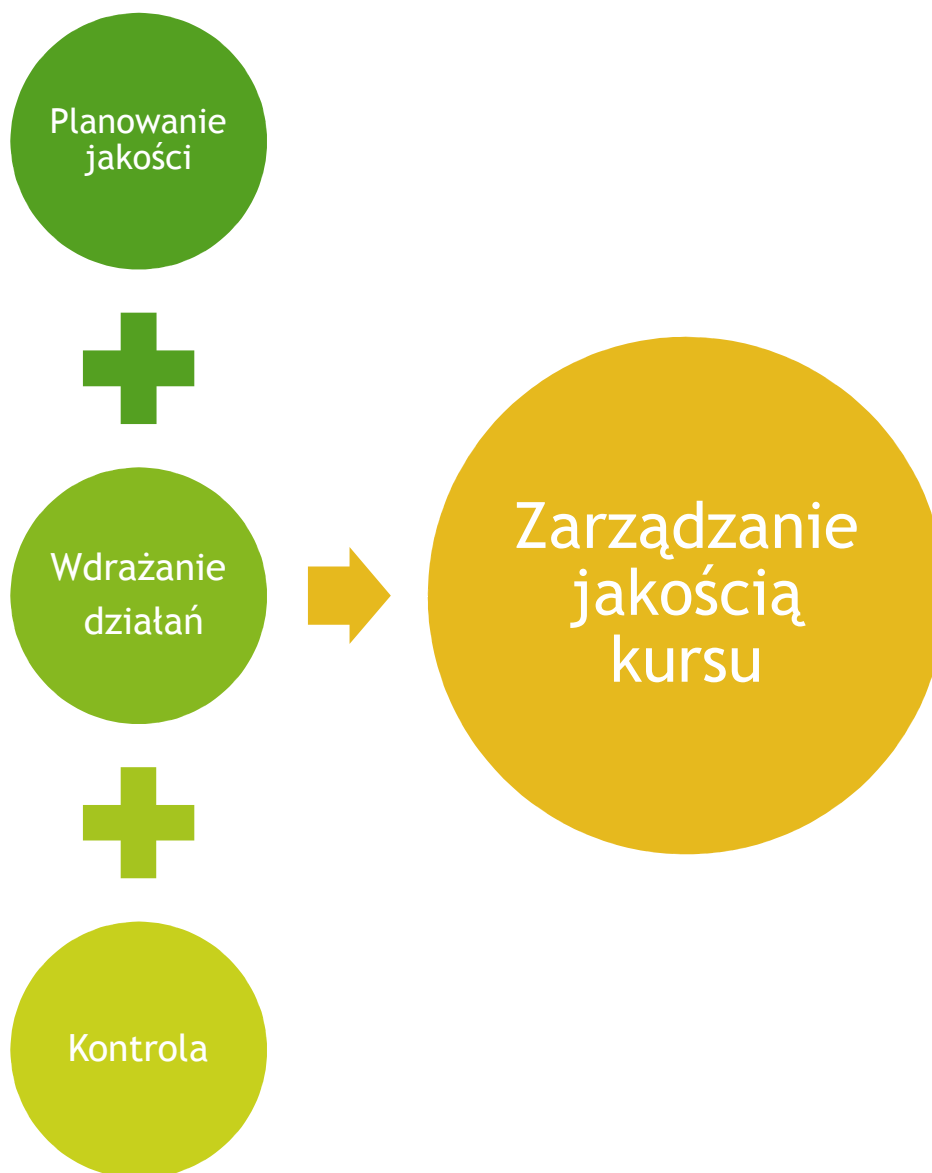 Planowanie
jakości
Wdrażanie
działań
Zarządzanie
jakością
kursu
Kontrola